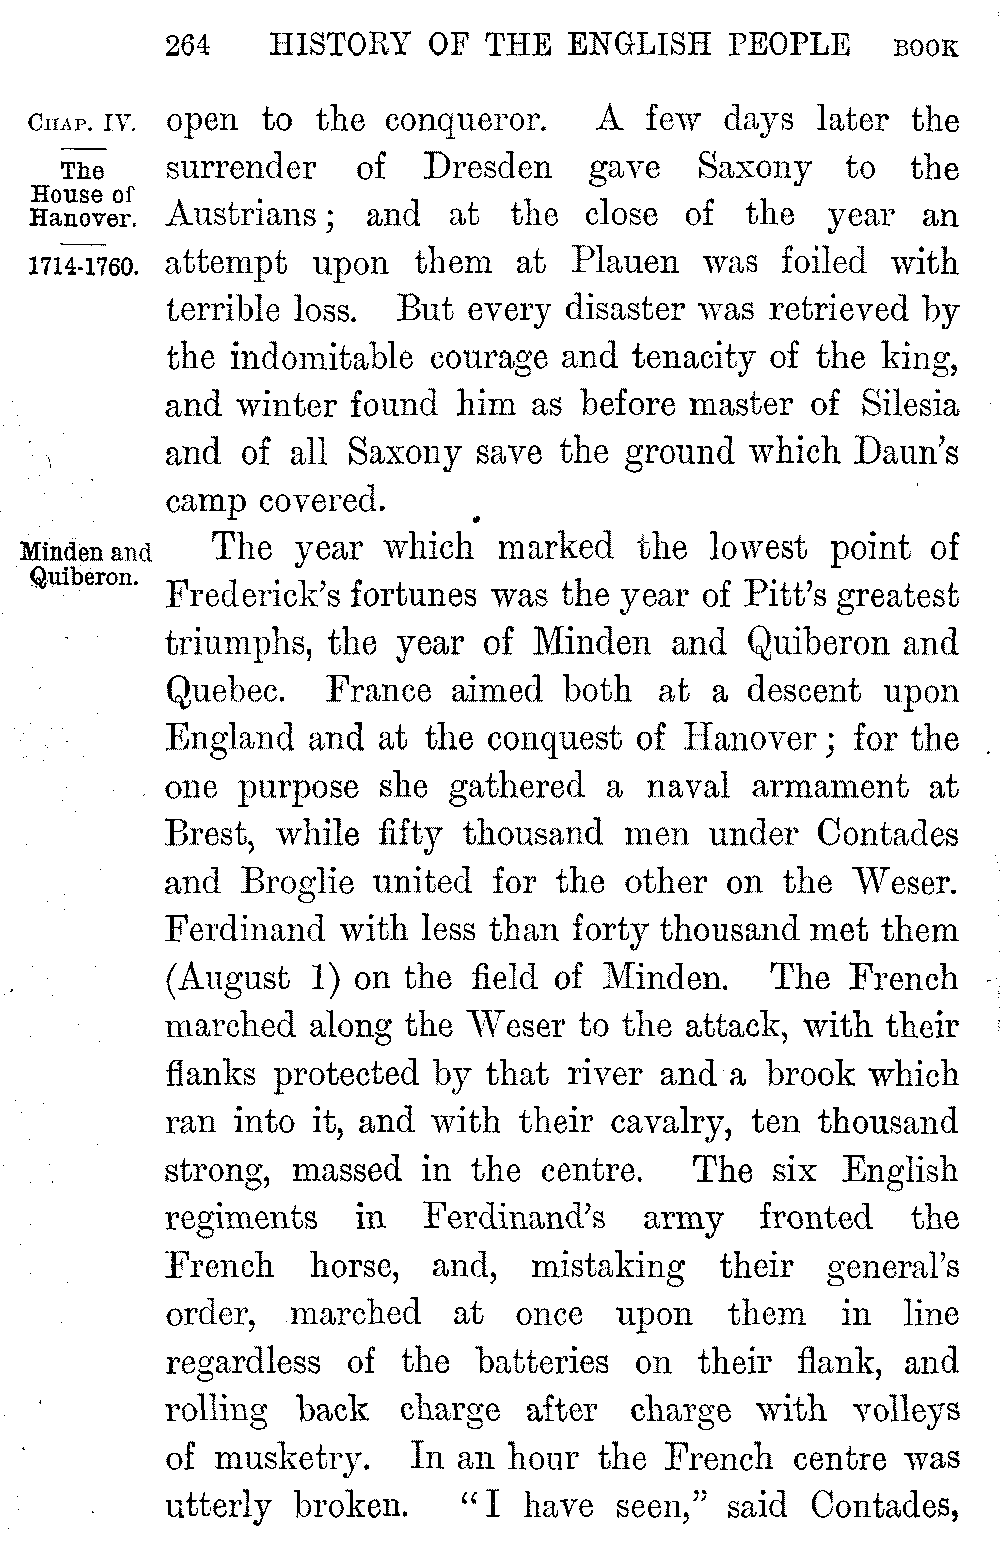 264 HISTORY OF THE ENGLISH PEOPLE BOOK
CHAP. IV.
The
House of
Hanover.
1714-1760.
open to the conqueror. A few days later the
surrender of Dresden gave Saxony to the
Austrians; and at the close of the year an
attempt upon them at Plauen was foiled with
terrible loss. But every disaster was retrieved by
the indomitable courage and tenacity of the king,
and winter found him as before master of Silesia
and of all Saxony save the ground which Daun's
camp covered.
Minden and
Quiberon.
The year which marked the lowest point of
Frederick's fortunes was the year of Pitt's greatest
triumphs, the year of Minden and Quiberon and
Quebec. France aimed both at a descent upon
England and at the conquest of Hanover; for the
one purpose she gathered a naval armament at
Brest, while fifty thousand men under Contades
and Broglie united for the other on the Weser.
Ferdinand with less than forty thousand met them
(August 1) on the field of Minden. The French
marched along the Weser to the attack, with their
flanks protected by that river and a brook which
ran into it, and with their cavalry, ten thousand
strong, massed in the centre. The six English
regiments in Ferdinand's army fronted the
French horse, and, mistaking their general's
order, marched at once upon them in line
regardless of the batteries on their flank, and
rolling back charge after charge with volleys
of musketry. In an hour the French centre was
utterly broken. "I have seen," said Contades,